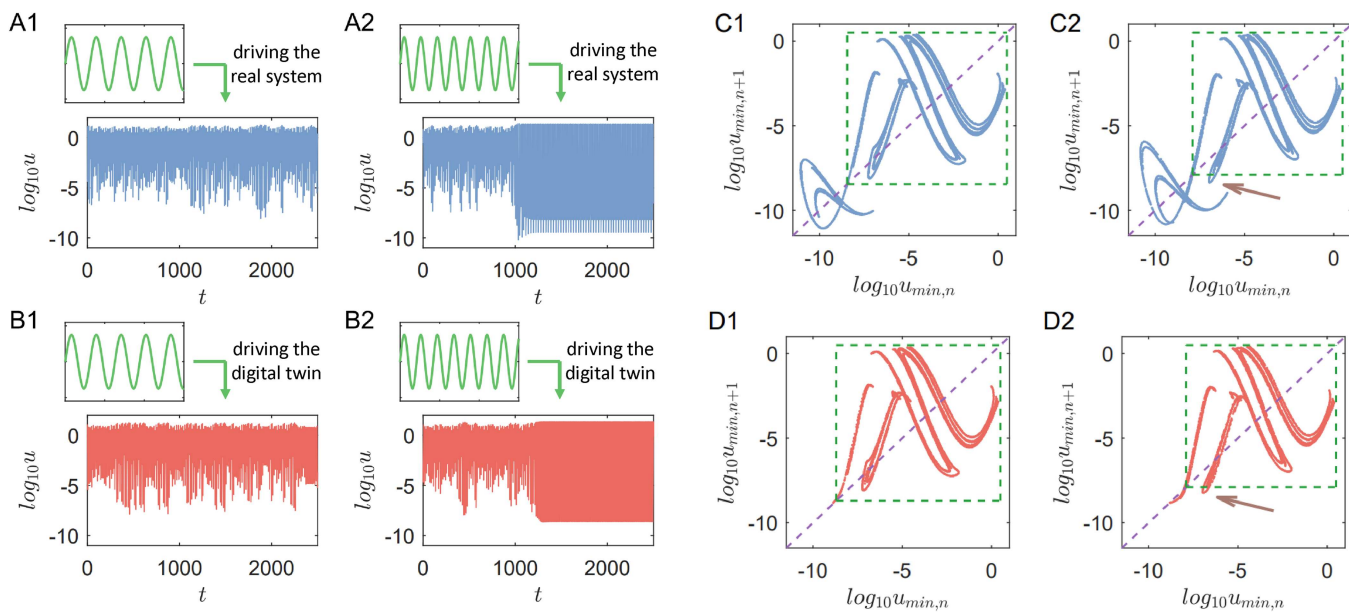 A1
driving the
real system
log10u
0
-5
-10
0 1000 2000
t
A2
driving the
real system
log10u
0
-5
-10
0 1000 2000
t
B1
driving the
digital twin
log10u
0
-5
-10
0 1000 2000
t
B2
driving the
digital twin
log10u
0
-5
-10
0 1000 2000
t
C1
log10umin,n+1
0
-5
-10
-10 -5 0
log10umin,n
C2
log10umin,n+1
0
-5
-10
-10 -5 0
log10umin,n
D1
log10umin,n+1
0
-5
-10
-10 -5 0
log10umin,n
D2
log10umin,n+1
0
-5
-10
-10 -5 0
log10umin,n